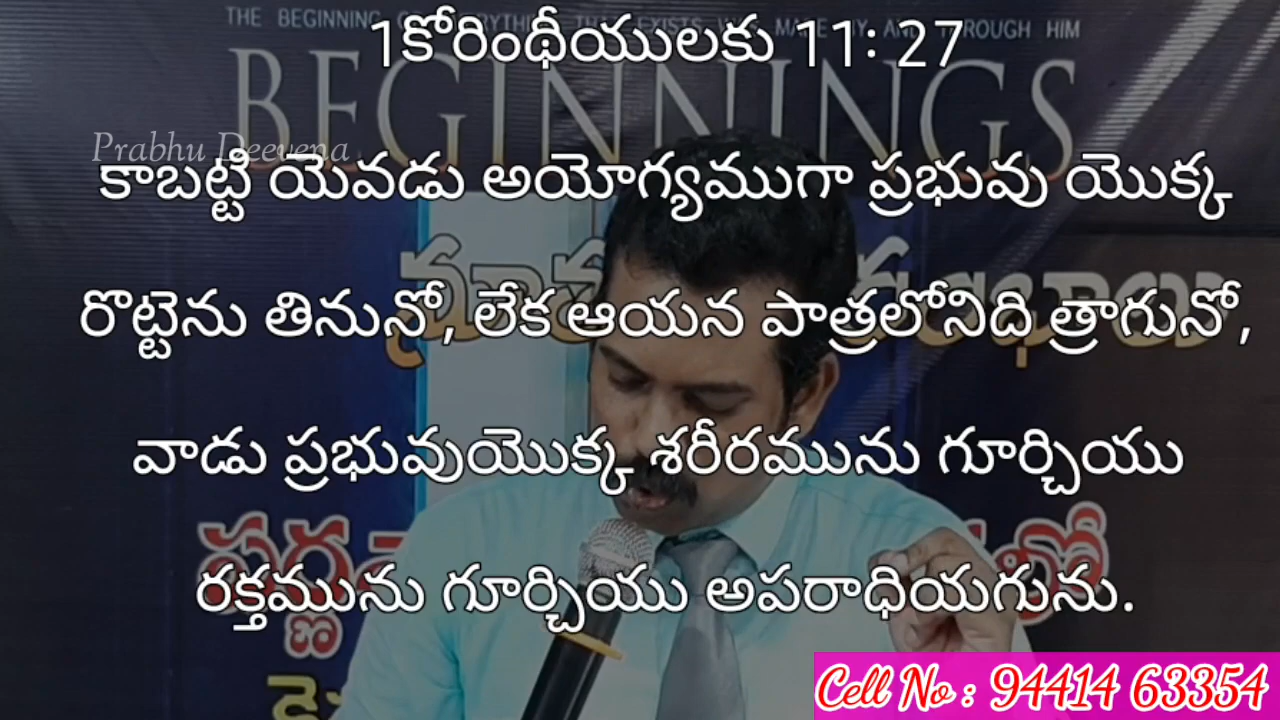 THE BEGINNING
THROUGH HIM
1కోరింథీయులకు 11: 27
BEGINNINGS
Prabhu Deevena
కాబట్టి యెవడు అయోగ్యముగా ప్రభువు యొక్క
రొట్టెను తినునో, లేక ఆయన పాత్రలోనిది త్రాగునో,
వాడు ప్రభువుయొక్క శరీరమును గూర్చియు
రక్తమును గూర్చియు అపరాధియగును.
Cell No : 94414 63354